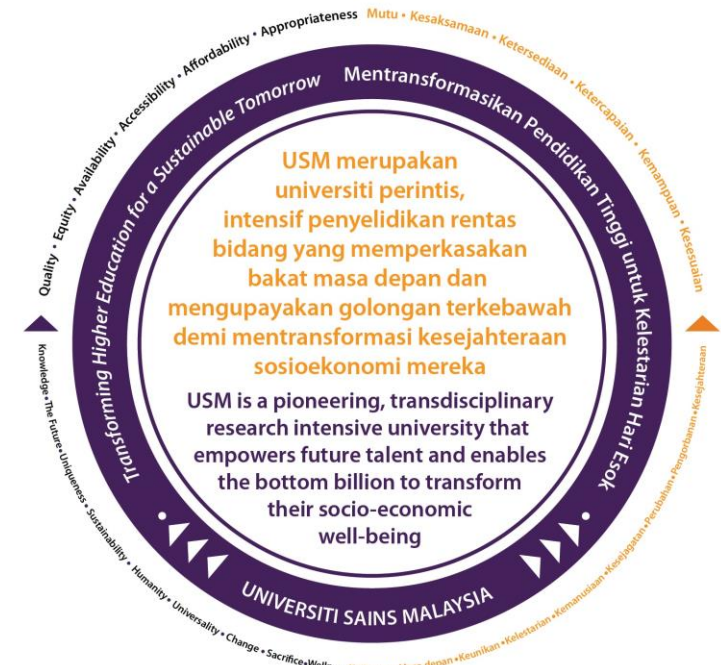 Quality • Equity • Availability • Accessibility • Affordability • Appropriateness
Mutu • Kesaksamaan • Ketersediaan • Ketercapaian • Kemampuan • Kesesuaian
Transforming Higher Education for a Sustainable Tomorrow
Mentransformasikan Pendidikan Tinggi untuk Kelestarian Hari Esok
USM merupakan
universiti perintis,
intensif penyelidikan rentas
bidang yang memperkasakan
bakat masa depan dan
mengupayakan golongan terkebawah
demi mentransformasi kesejahteraan
sosioekonomi mereka
USM is a pioneering, transdisciplinary
research intensive university that
empowers future talent and enables
the bottom billion to transform
their socio-economic
well-being
UNIVERSITI SAINS MALAYSIA
Knowledge • The Future • Uniqueness • Sustainability • Humanity • Universality • Change • Sacrifice •
depan • Keunikan • Kelestarian • Kemanusiaan • Kesejagatan • Perubahan • Pengorbanan • Kesejahteraan